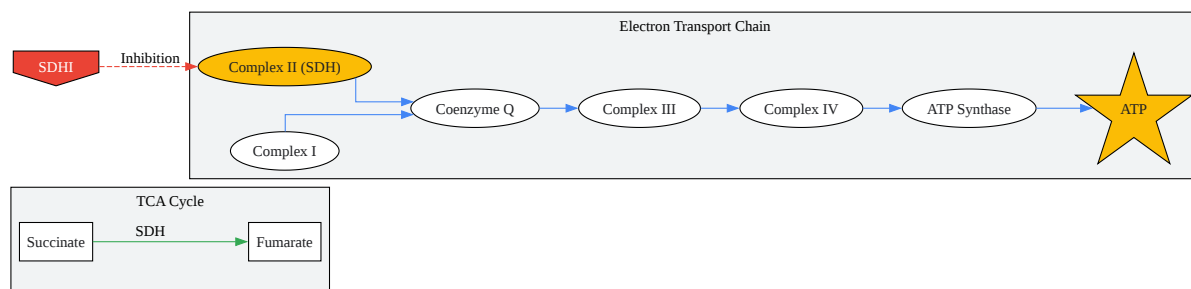 Electron Transport Chain
SDHI
Inhibition
Complex II (SDH)
Complex I
Coenzyme Q
Complex III
Complex IV
ATP Synthase
ATP
TCA Cycle
Succinate
SDH
Fumarate